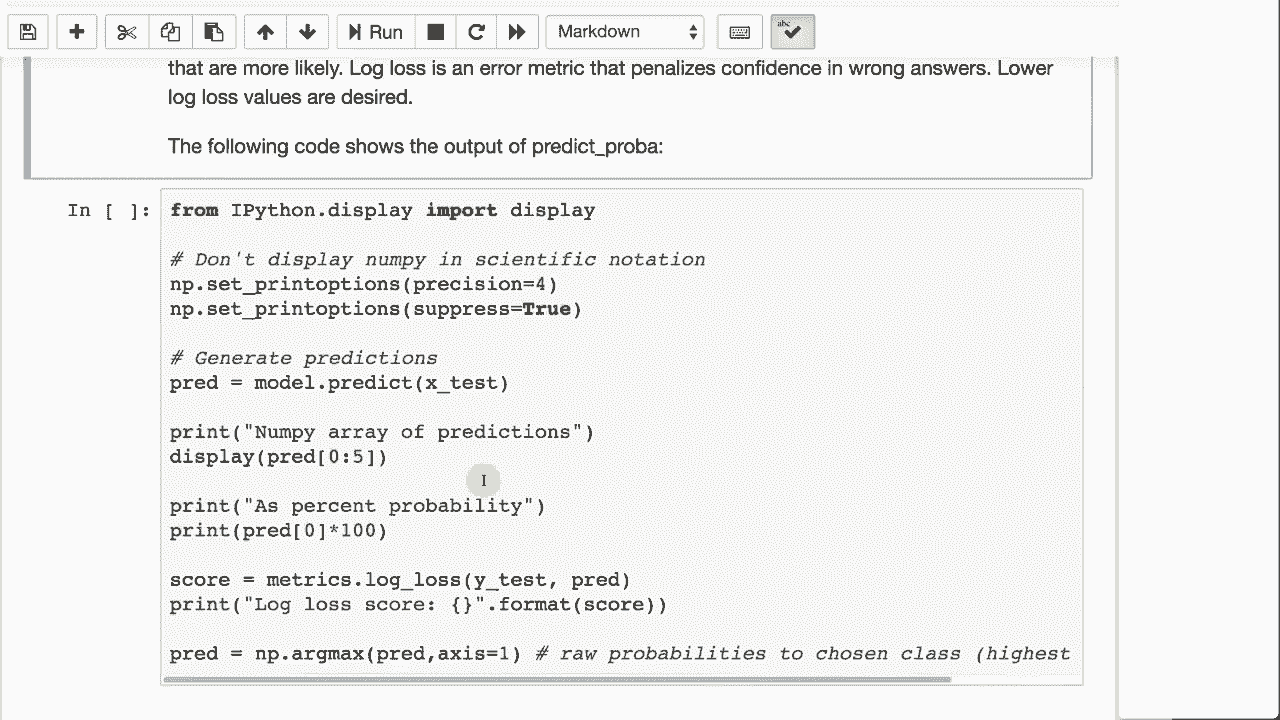 Run
Markdown
abc
that are more likely. Log loss is an error metric that penalizes confidence in wrong answers. Lower
log loss values are desired.
The following code shows the output of predict_proba:
In [ ]:
from IPython.display import display
# Don't display numpy in scientific notation
np.set_printoptions(precision=4)
np.set_printoptions(suppress=True)
# Generate predictions
pred = model.predict(x_test)
print("Numpy array of predictions")
display(pred[0:5])
print("As percent probability")
print(pred[0]*100)
score = metrics.log_loss(y_test, pred)
print("Log loss score: {}".format(score))
pred = np.argmax(pred,axis=1) # raw probabilities to chosen class (highest